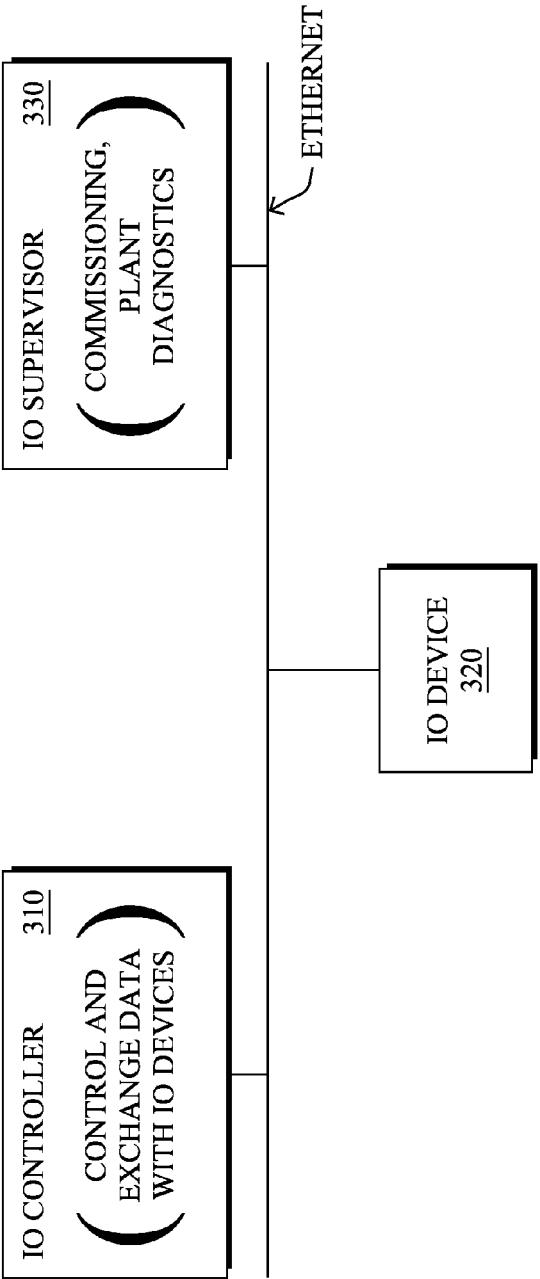 IO CONTROLLER 310
CONTROL AND
EXCHANGE DATA
WITH IO DEVICES
IO SUPERVISOR 330
COMMISSIONING,
PLANT
DIAGNOSTICS
ETHERNET
IO DEVICE
320